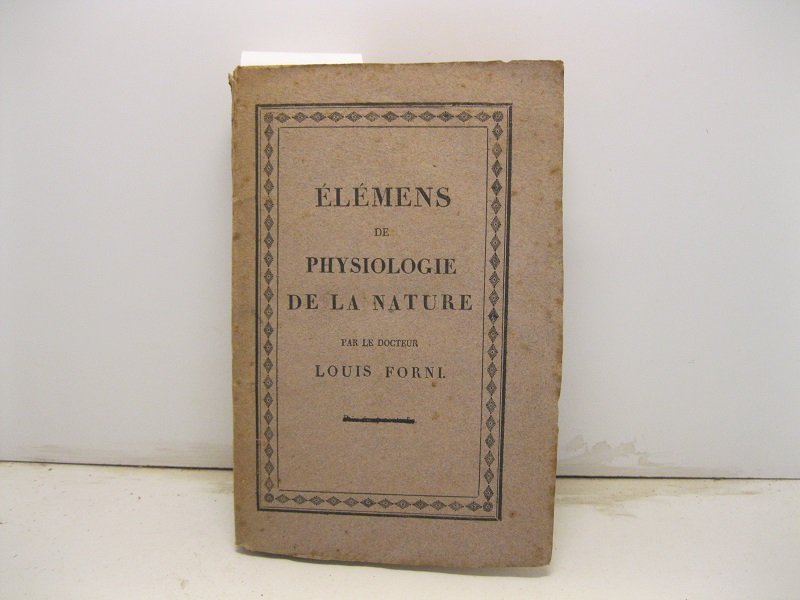 ÉLÉMENS
DE
PHYSIOLOGIE
DE LA NATURE
PAR LE DOCTEUR
LOUIS FORNI.